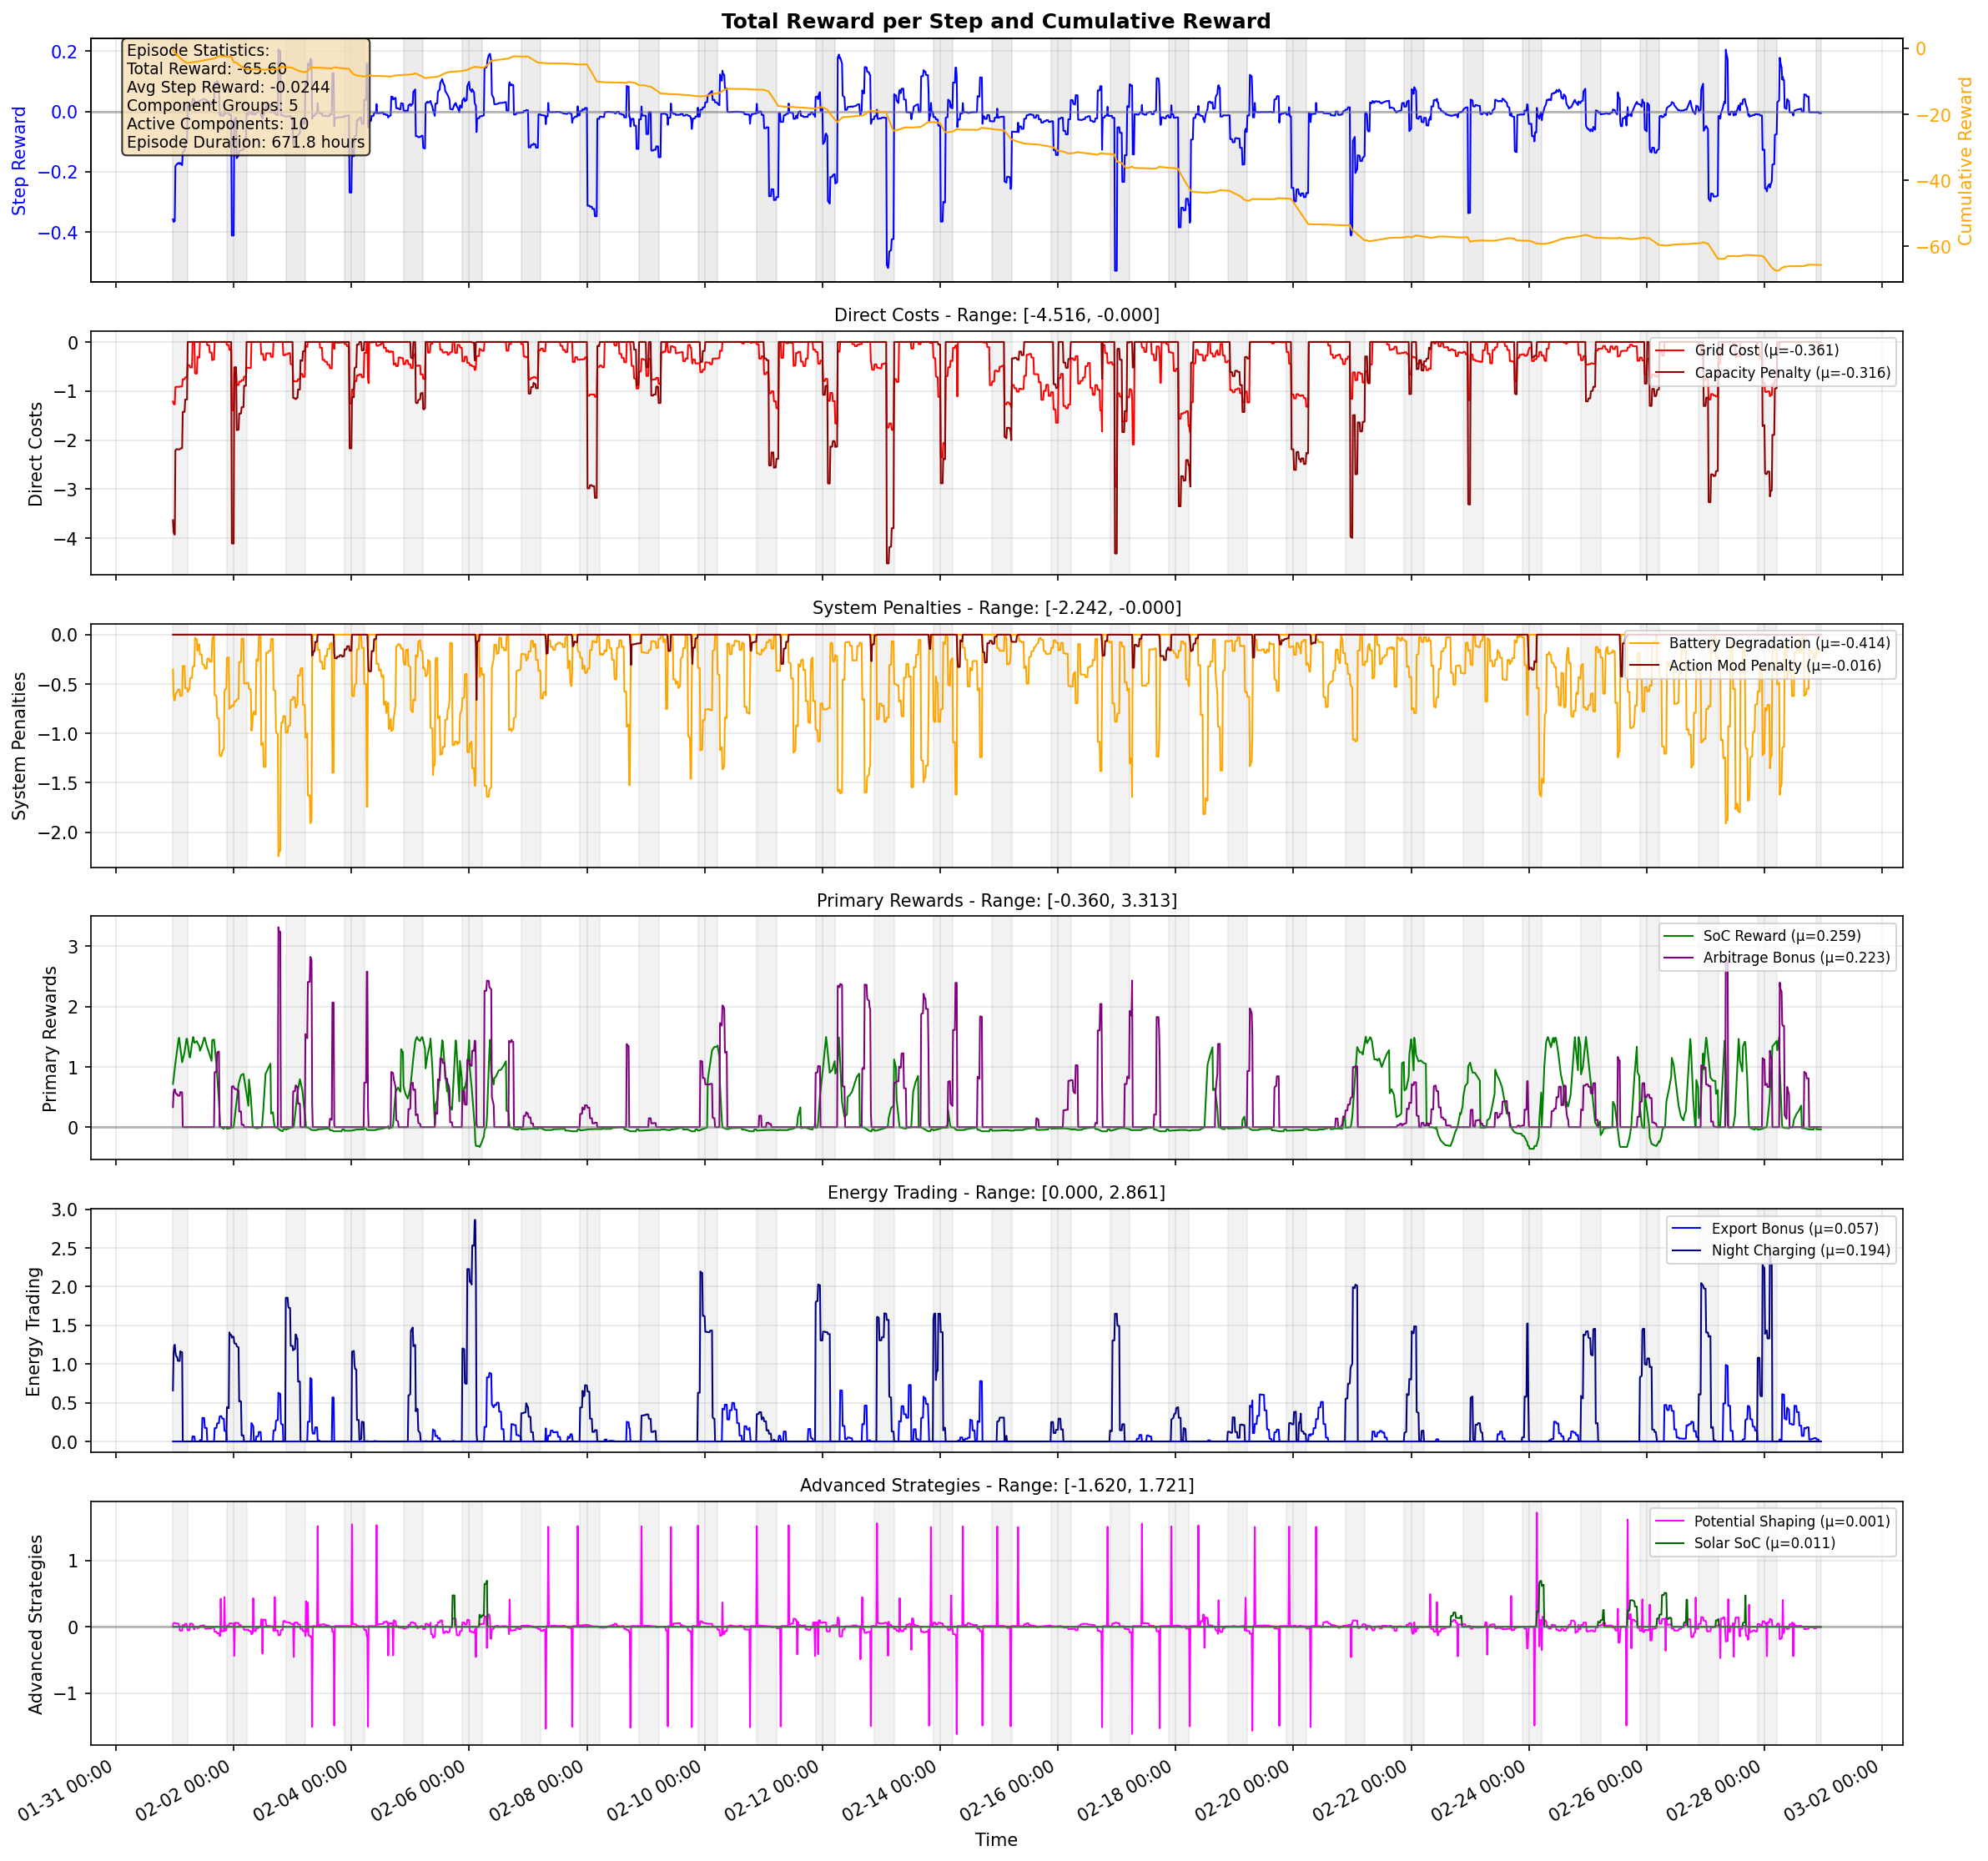 Total Reward per Step and Cumulative Reward
Episode Statistics:
Total Reward: -65.60
Avg Step Reward: -0.0244
Component Groups: 5
Active Components: 10
Episode Duration: 671.8 hours
Step Reward
0.2
0.0
−0.2
−0.4
Cumulative Reward
0
−20
−40
−60
Direct Costs - Range: [-4.516, -0.000]
Direct Costs
0
−1
−2
−3
−4
Grid Cost (μ=-0.361)
Capacity Penalty (μ=-0.316)
System Penalties - Range: [-2.242, -0.000]
System Penalties
0.0
−0.5
−1.0
−1.5
−2.0
Battery Degradation (μ=-0.414)
Action Mod Penalty (μ=-0.016)
Primary Rewards - Range: [-0.360, 3.313]
Primary Rewards
3
2
1
0
SoC Reward (μ=0.259)
Arbitrage Bonus (μ=0.223)
Energy Trading - Range: [0.000, 2.861]
Energy Trading
3.0
2.5
2.0
1.5
1.0
0.5
0.0
Export Bonus (μ=0.057)
Night Charging (μ=0.194)
Advanced Strategies - Range: [-1.620, 1.721]
Advanced Strategies
1
0
−1
Potential Shaping (μ=0.001)
Solar SoC (μ=0.011)
01-31 00:00
02-02 00:00
02-04 00:00
02-06 00:00
02-08 00:00
02-10 00:00
02-12 00:00
02-14 00:00
02-16 00:00
02-18 00:00
02-20 00:00
02-22 00:00
02-24 00:00
02-26 00:00
02-28 00:00
03-02 00:00
Time